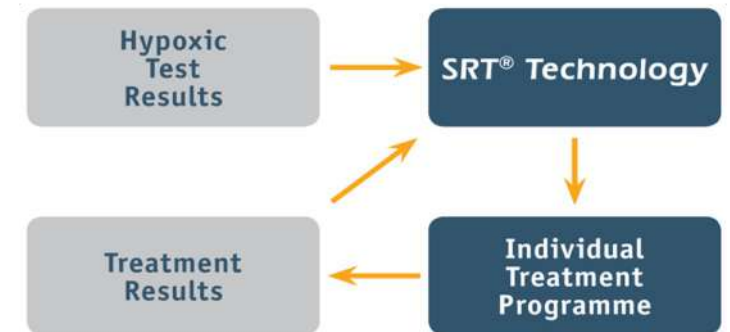 Hypoxic
Test
Results
SRT® Technology
Treatment
Results
Individual
Treatment
Programme